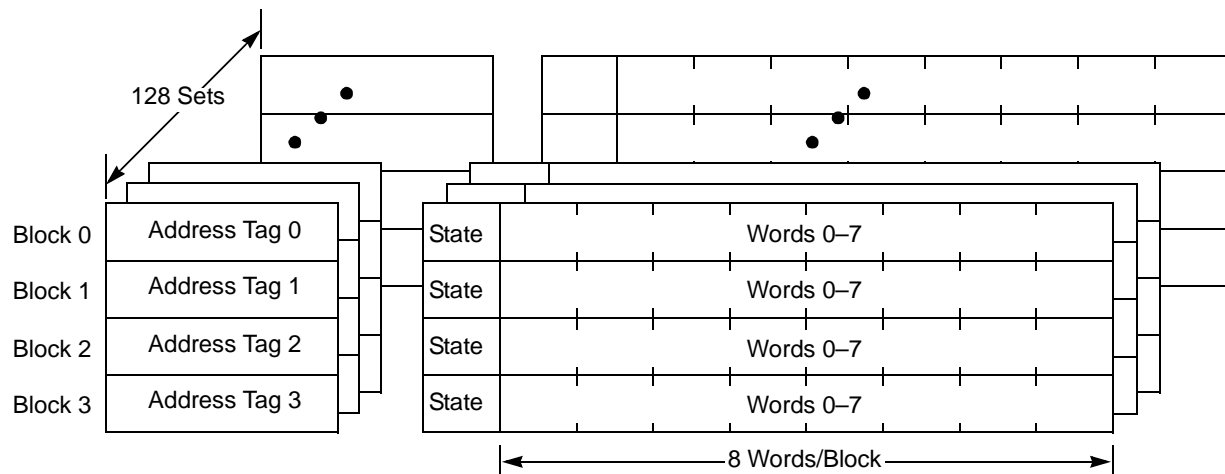 128 Sets
Block 0 Address Tag 0 State Words 0–7
Block 1 Address Tag 1 State Words 0–7
Block 2 Address Tag 2 State Words 0–7
Block 3 Address Tag 3 State Words 0–7
8 Words/Block